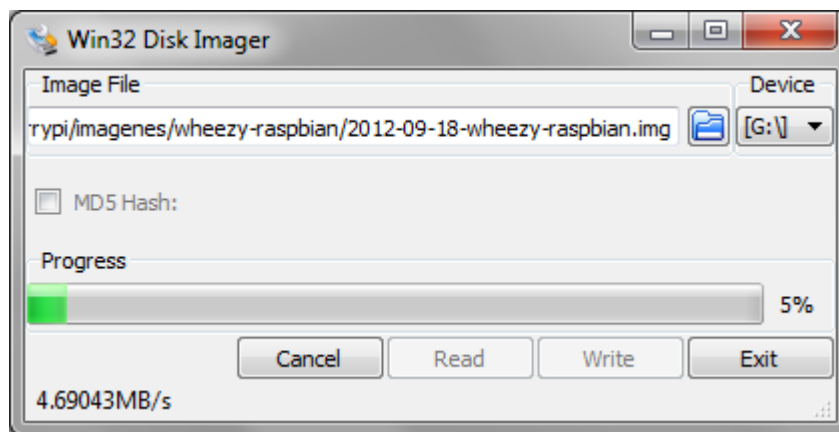 Win32 Disk Imager
Image File Device
rypi/imagenes/wheezy-raspbian/2012-09-18-wheezy-raspbian.img [G:\]
MD5 Hash:
Progress
5%
Cancel Read Write Exit
4.69043MB/s